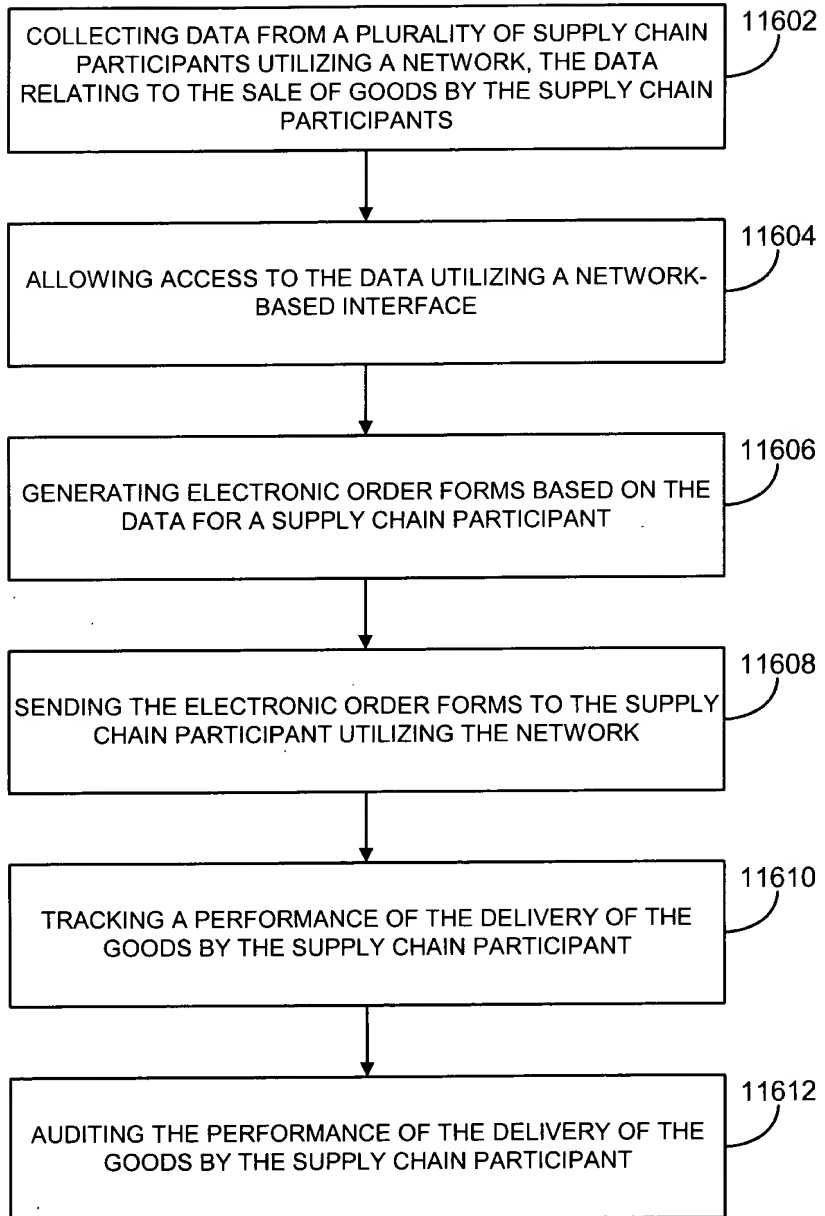 11602
COLLECTING DATA FROM A PLURALITY OF SUPPLY CHAIN
PARTICIPANTS UTILIZING A NETWORK, THE DATA
RELATING TO THE SALE OF GOODS BY THE SUPPLY CHAIN
PARTICIPANTS
11604
ALLOWING ACCESS TO THE DATA UTILIZING A NETWORK-
BASED INTERFACE
11606
GENERATING ELECTRONIC ORDER FORMS BASED ON THE
DATA FOR A SUPPLY CHAIN PARTICIPANT
11608
SENDING THE ELECTRONIC ORDER FORMS TO THE SUPPLY
CHAIN PARTICIPANT UTILIZING THE NETWORK
11610
TRACKING A PERFORMANCE OF THE DELIVERY OF THE
GOODS BY THE SUPPLY CHAIN PARTICIPANT
11612
AUDITING THE PERFORMANCE OF THE DELIVERY OF THE
GOODS BY THE SUPPLY CHAIN PARTICIPANT